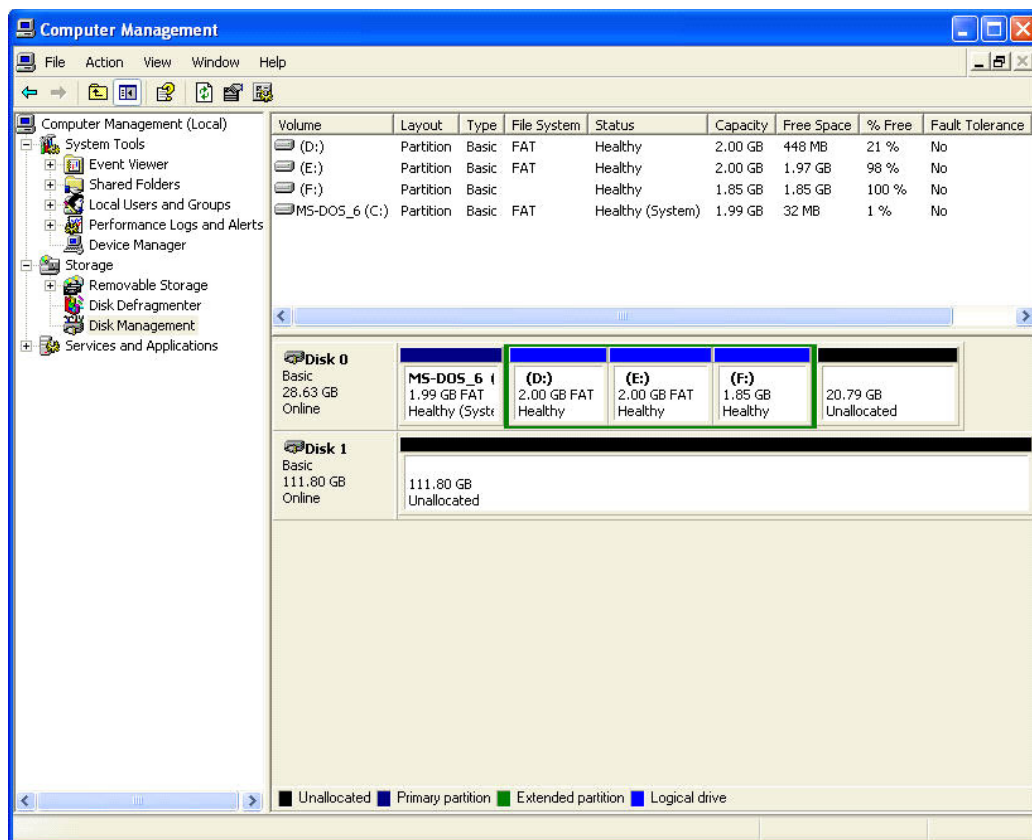 Computer Management
File Action View Window Help
Computer Management (Local)
System Tools
Event Viewer
Shared Folders
Local Users and Groups
Performance Logs and Alerts
Device Manager
Storage
Removable Storage
Disk Defragmenter
Disk Management
Services and Applications
Volume Layout Type File System Status Capacity Free Space % Free Fault Tolerance
(D:) Partition Basic FAT Healthy 2.00 GB 448 MB 21 % No
(E:) Partition Basic FAT Healthy 2.00 GB 1.97 GB 98 % No
(F:) Partition Basic Healthy 1.85 GB 1.85 GB 100 % No
MS-DOS_6 (C:) Partition Basic FAT Healthy (System) 1.99 GB 32 MB 1 % No
Disk 0
Basic
28.63 GB
Online
MS-DOS_6 (
1.99 GB FAT
Healthy (Syste
(D:)
2.00 GB FAT
Healthy
(E:)
2.00 GB FAT
Healthy
(F:)
1.85 GB
Healthy
20.79 GB
Unallocated
Disk 1
Basic
111.80 GB
Online
111.80 GB
Unallocated
Unallocated Primary partition Extended partition Logical drive